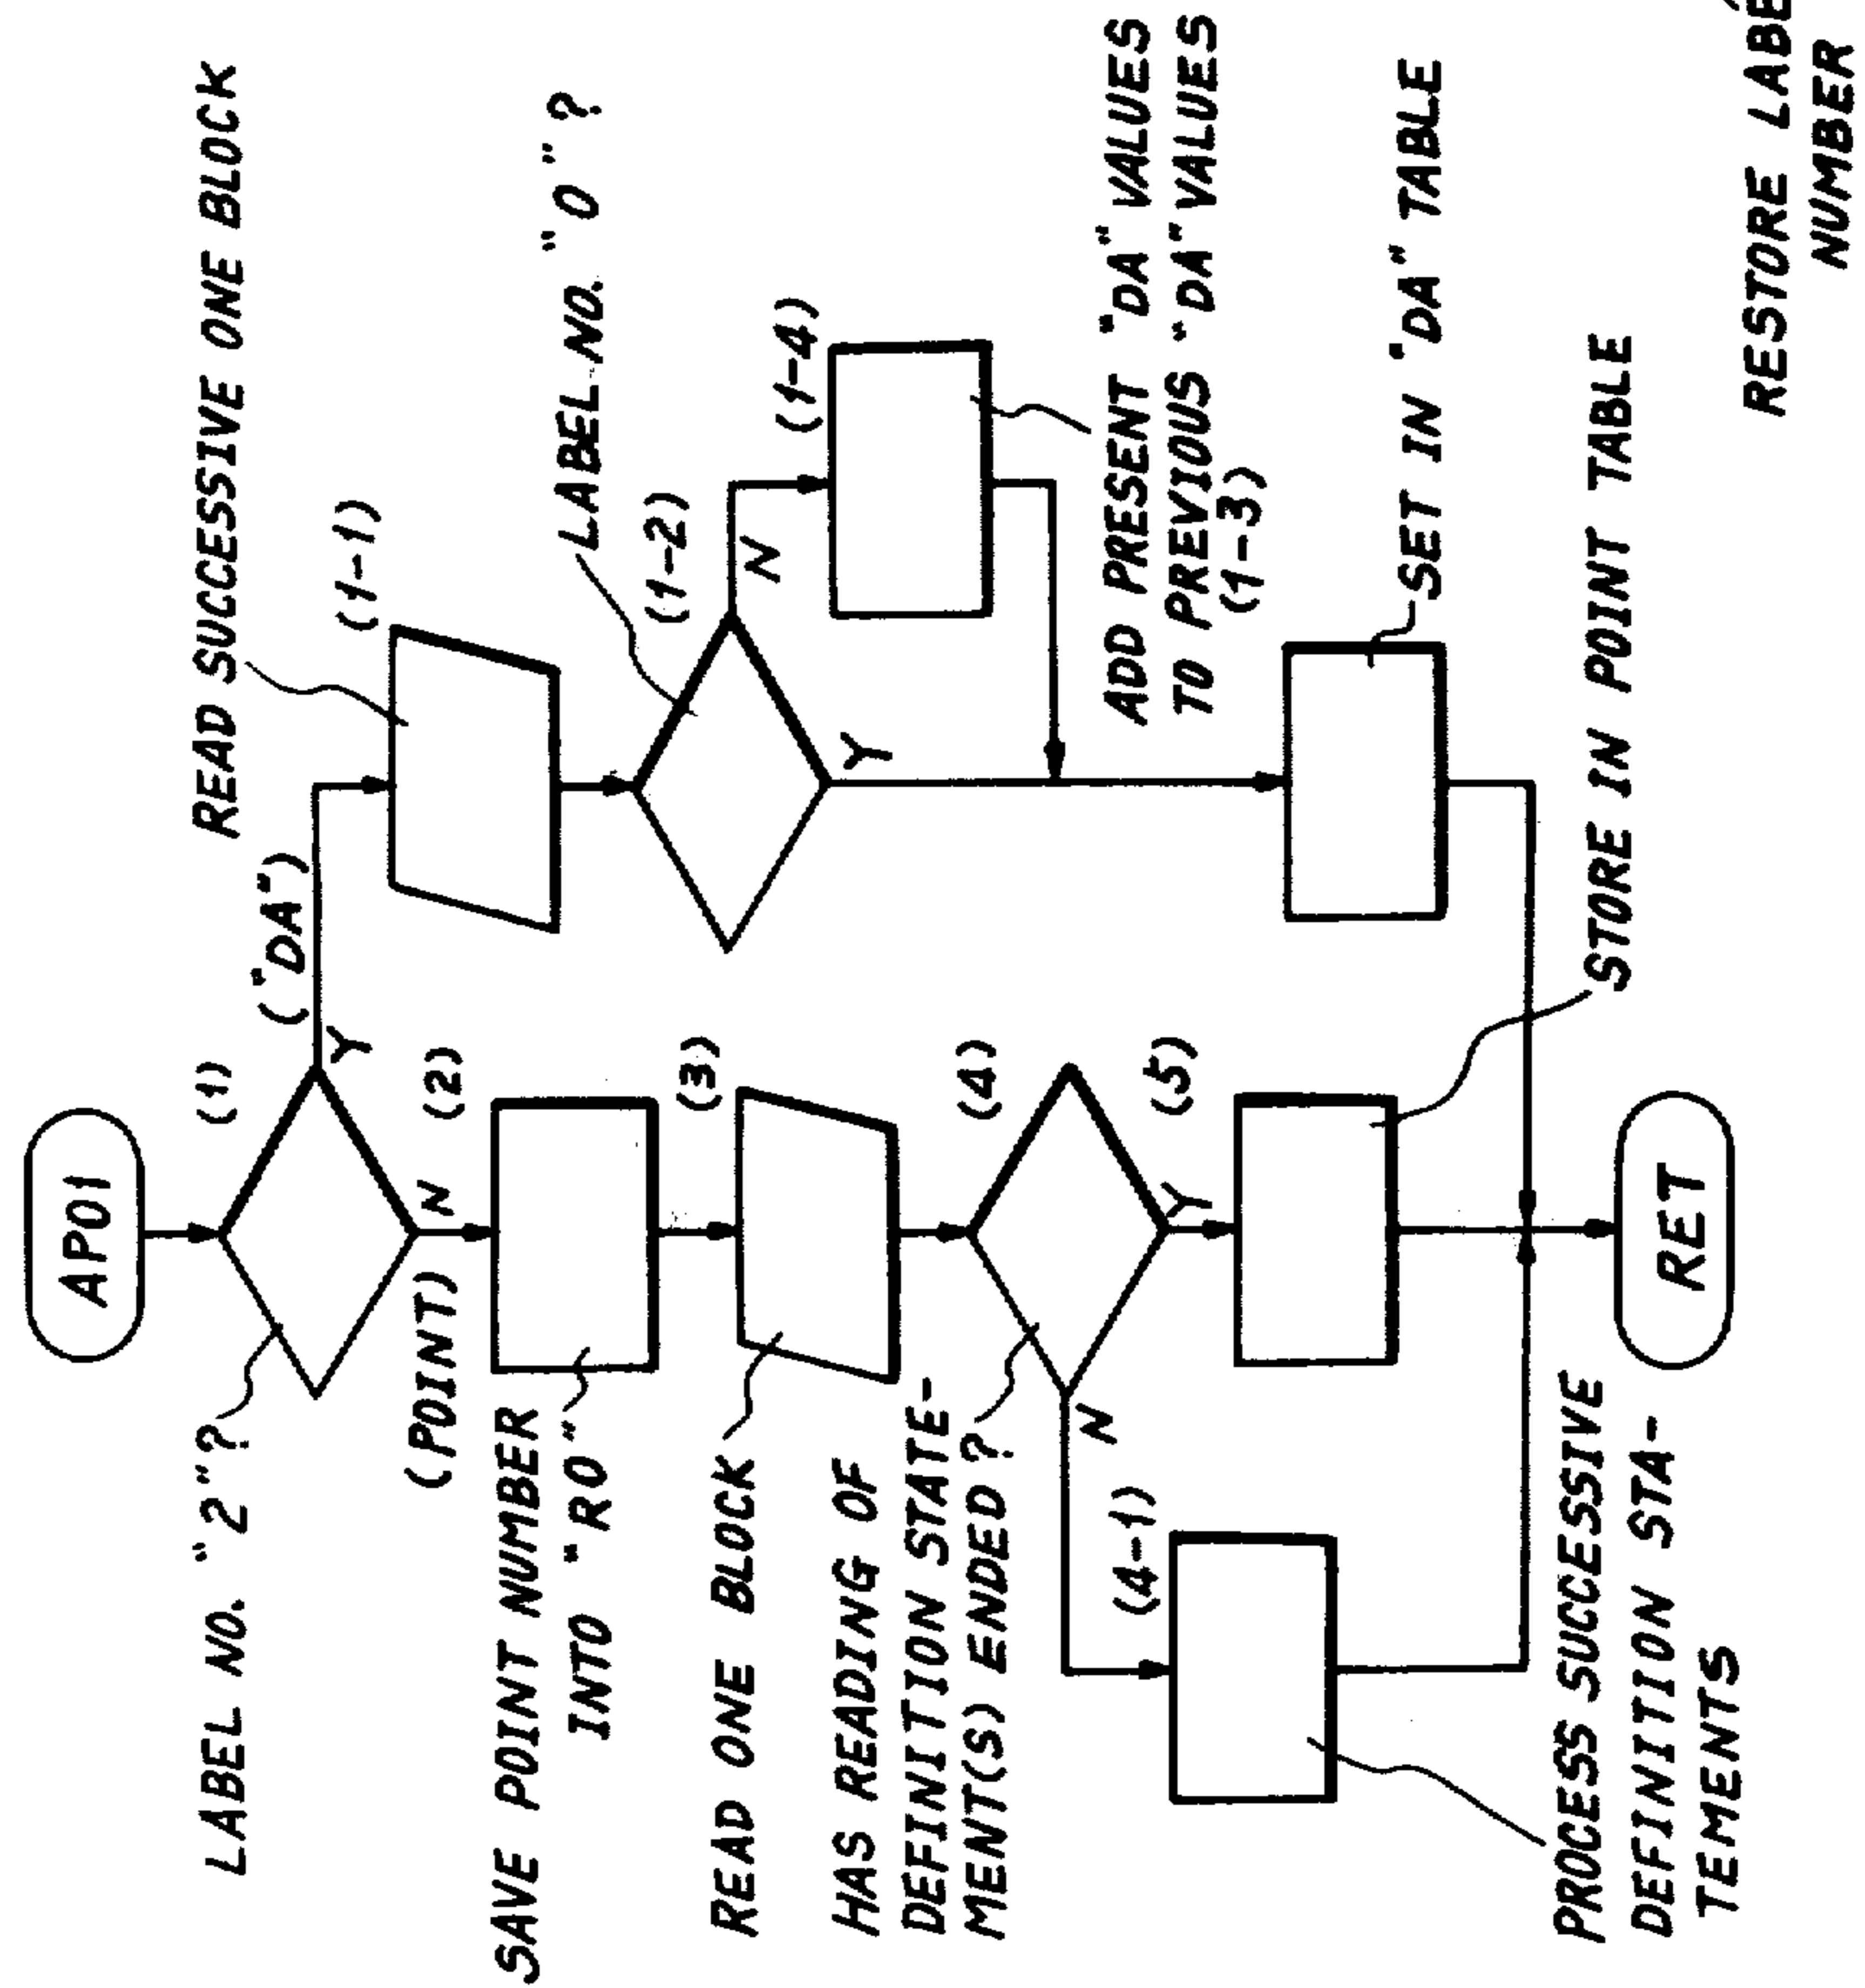 AP01
(1)
LABEL NO. "2"?
Y
("DA")
N
(POINT)
(2)
SAVE POINT NUMBER
INTO "R0"
(3)
READ ONE BLOCK
(4)
HAS READING OF
DEFINITION STATE-
MENT(S) ENDED?
N
Y
(4-1)
PROCESS SUCCESSIVE
DEFINITION STA-
TEMENTS
(5)
STORE IN POINT TABLE
RET
READ SUCCESSIVE ONE BLOCK
(1-1)
LABEL NO. "0"?
(1-2)
N
Y
(1-4)
ADD PRESENT "DA" VALUES
TO PREVIOUS "DA" VALUES
(1-3)
SET IN "DA" TABLE
RESTORE LABE
NUMBER